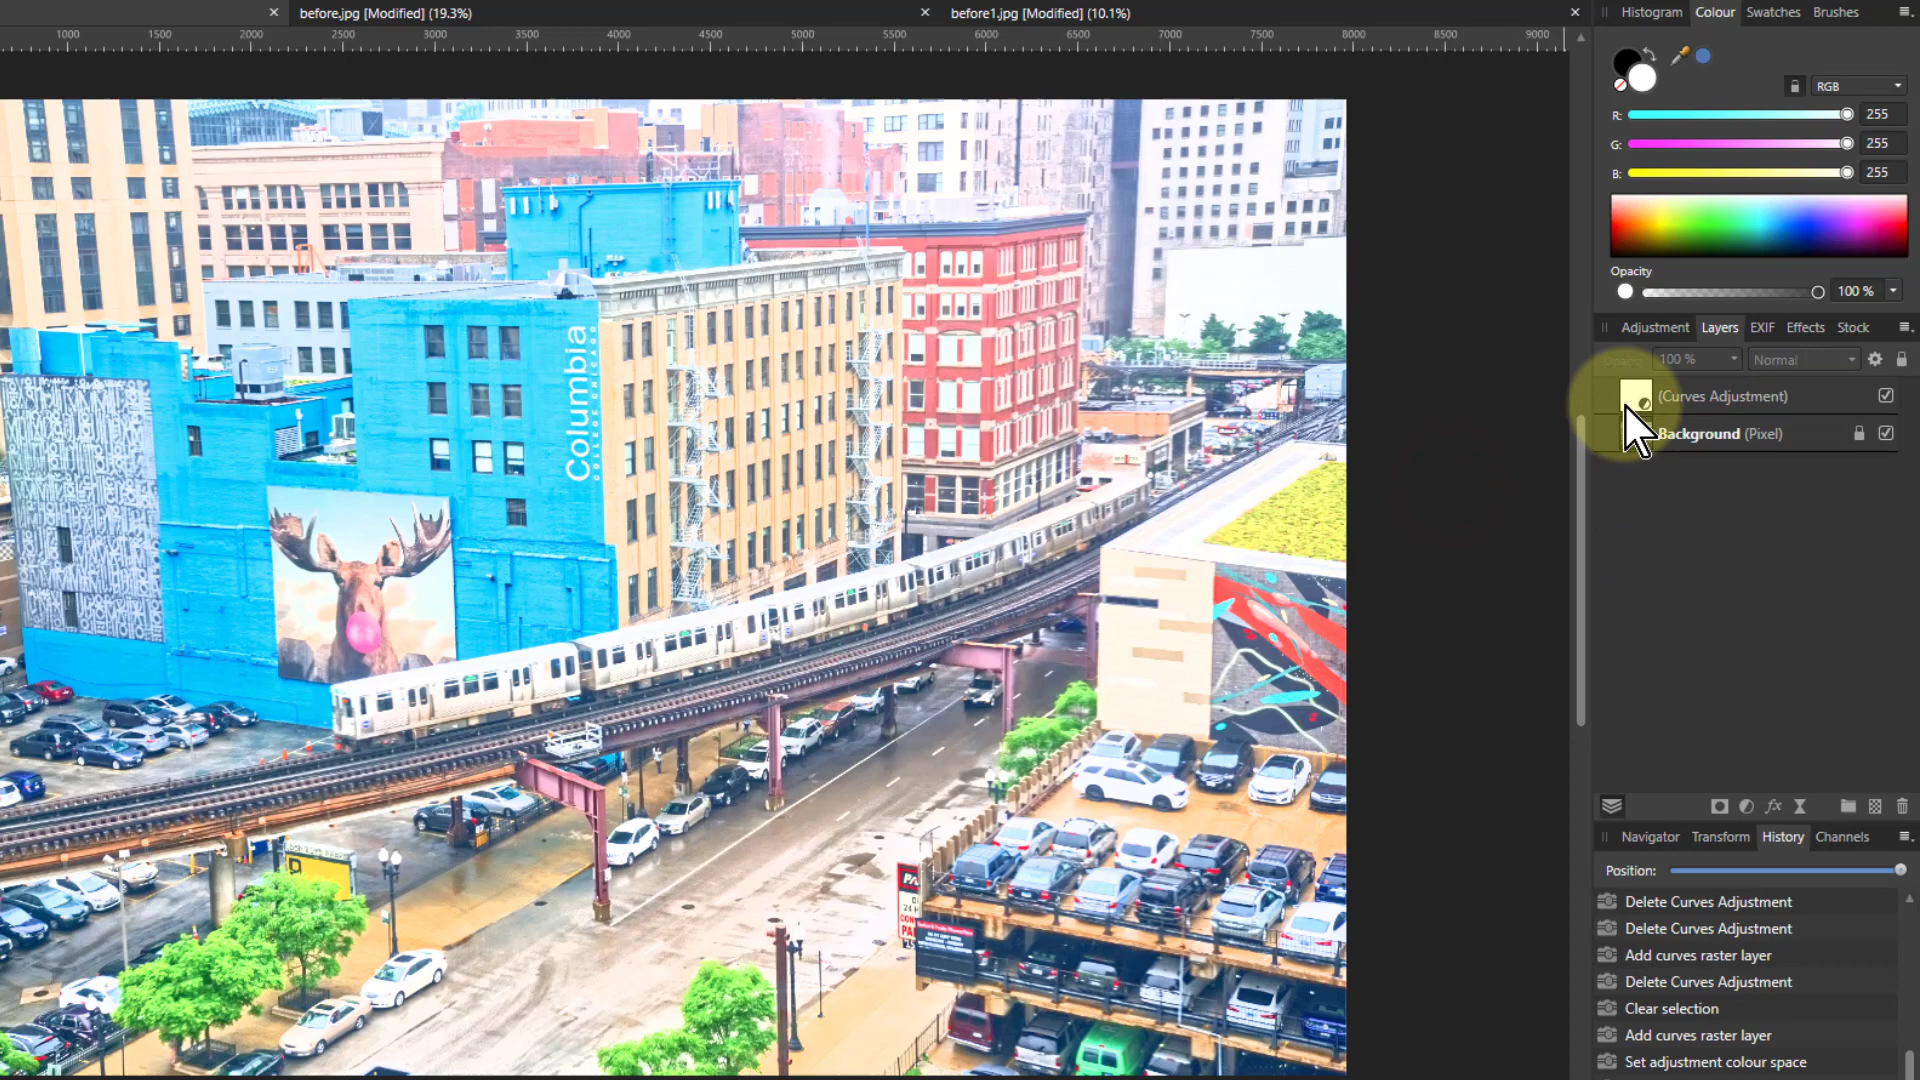 before.jpg [Modified] (19.3%)
before1.jpg [Modified] (10.1%)
Histogram Colour Swatches Brushes
1000 1500 2000 2500 3000 3500 4000 4500 5000 5500 6000 6500 7000 7500 8000 8500 9000
RGB
R: 255
G: 255
B: 255
Opacity
100 %
Adjustment Layers EXIF Effects Stock
100 % Normal
(Curves Adjustment)
Background (Pixel)
Columbia
COLLEGE CHICAGO
fx
Navigator Transform History Channels
Position:
Delete Curves Adjustment
Delete Curves Adjustment
Add curves raster layer
Delete Curves Adjustment
Clear selection
Add curves raster layer
Set adjustment colour space